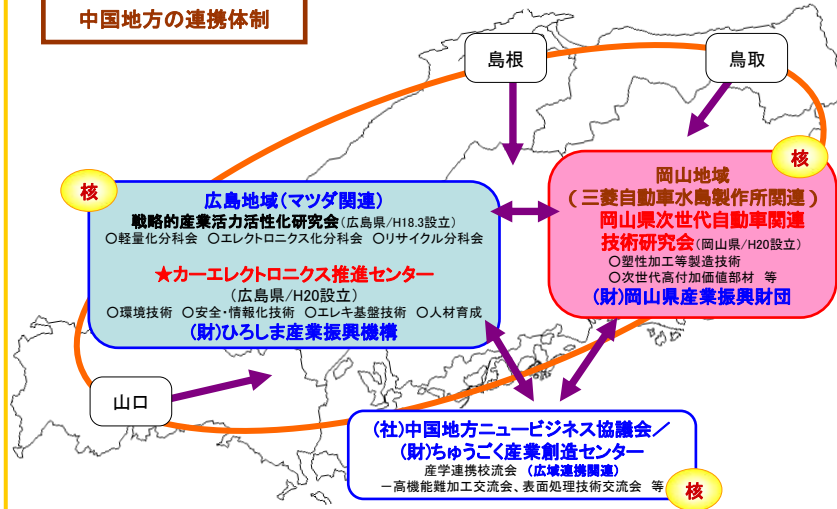 中国地方の連携体制
島根
鳥取
核
広島地域(マツダ関連)
戦略的産業活力活性化研究会(広島県/H18.3設立)
○軽量化分科会 ○エレクトロニクス化分科会 ○リサイクル分科会
★カーエレクトロニクス推進センター
(広島県/H20設立)
○環境技術 ○安全・情報化技術 ○エレキ基盤技術 ○人材育成
(財)ひろしま産業振興機構
核
岡山地域
(三菱自動車水島製作所関連)
岡山県次世代自動車関連
技術研究会(岡山県/H20設立)
○塑性加工等製造技術
○次世代高付加価値部材 等
(財)岡山県産業振興財団
山口
(社)中国地方ニュービジネス協議会/
(財)ちゅうごく産業創造センター
産学連携校流会 (広域連携関連)
-高機能難加工交流会、表面処理技術交流会 等
核